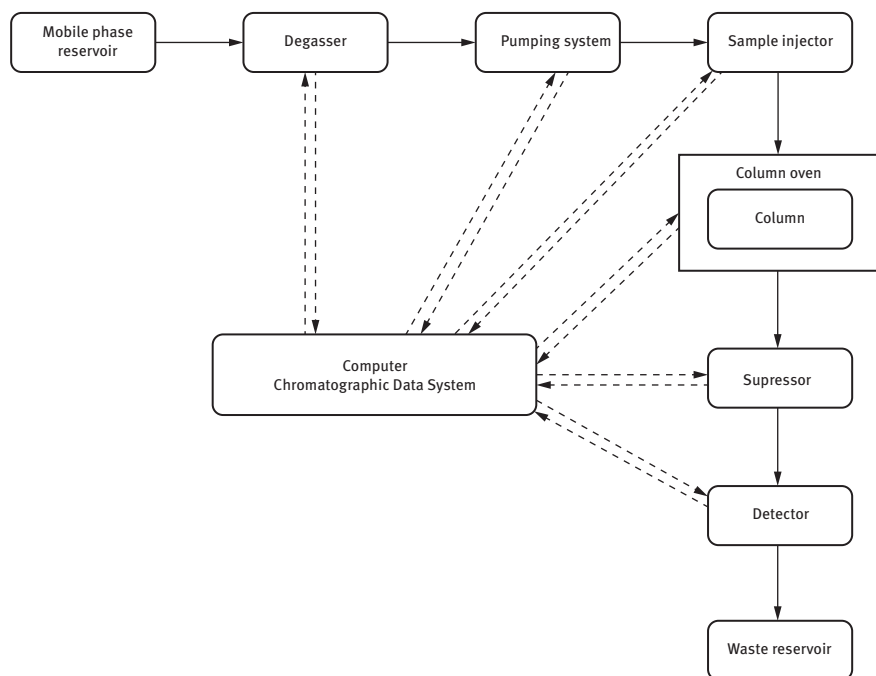 Mobile phase
reservoir
Degasser
Pumping system
Sample injector
Column oven
Column
Computer
Chromatographic Data System
Supressor
Detector
Waste reservoir